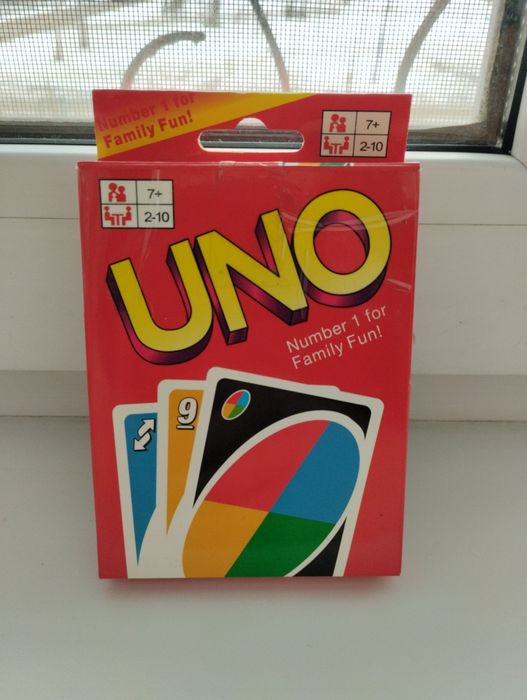 Number 1 for
Family Fun!
7+
2-10
7+
2-10
UNO
Number 1 for
Family Fun!
9